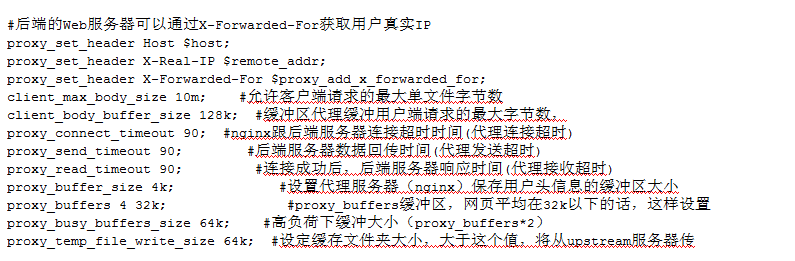 #后端的Web服务器可以通过X-Forwarded-For获取用户真实IP
proxy_set_header Host $host;
proxy_set_header X-Real-IP $remote_addr;
proxy_set_header X-Forwarded-For $proxy_add_x_forwarded_for;
client_max_body_size 10m;    #允许客户端请求的最大单文件字节数
client_body_buffer_size 128k;  #缓冲区代理缓冲用户端请求的最大字节数，
proxy_connect_timeout 90;  #nginx跟后端服务器连接超时时间(代理连接超时)
proxy_send_timeout 90;        #后端服务器数据回传时间(代理发送超时)
proxy_read_timeout 90;         #连接成功后，后端服务器响应时间(代理接收超时)
proxy_buffer_size 4k;             #设置代理服务器（nginx）保存用户头信息的缓冲区大小
proxy_buffers 4 32k;              #proxy_buffers缓冲区，网页平均在32k以下的话，这样设置
proxy_busy_buffers_size 64k;    #高负荷下缓冲大小（proxy_buffers*2）
proxy_temp_file_write_size 64k;  #设定缓存文件夹大小，大于这个值，将从upstream服务器传